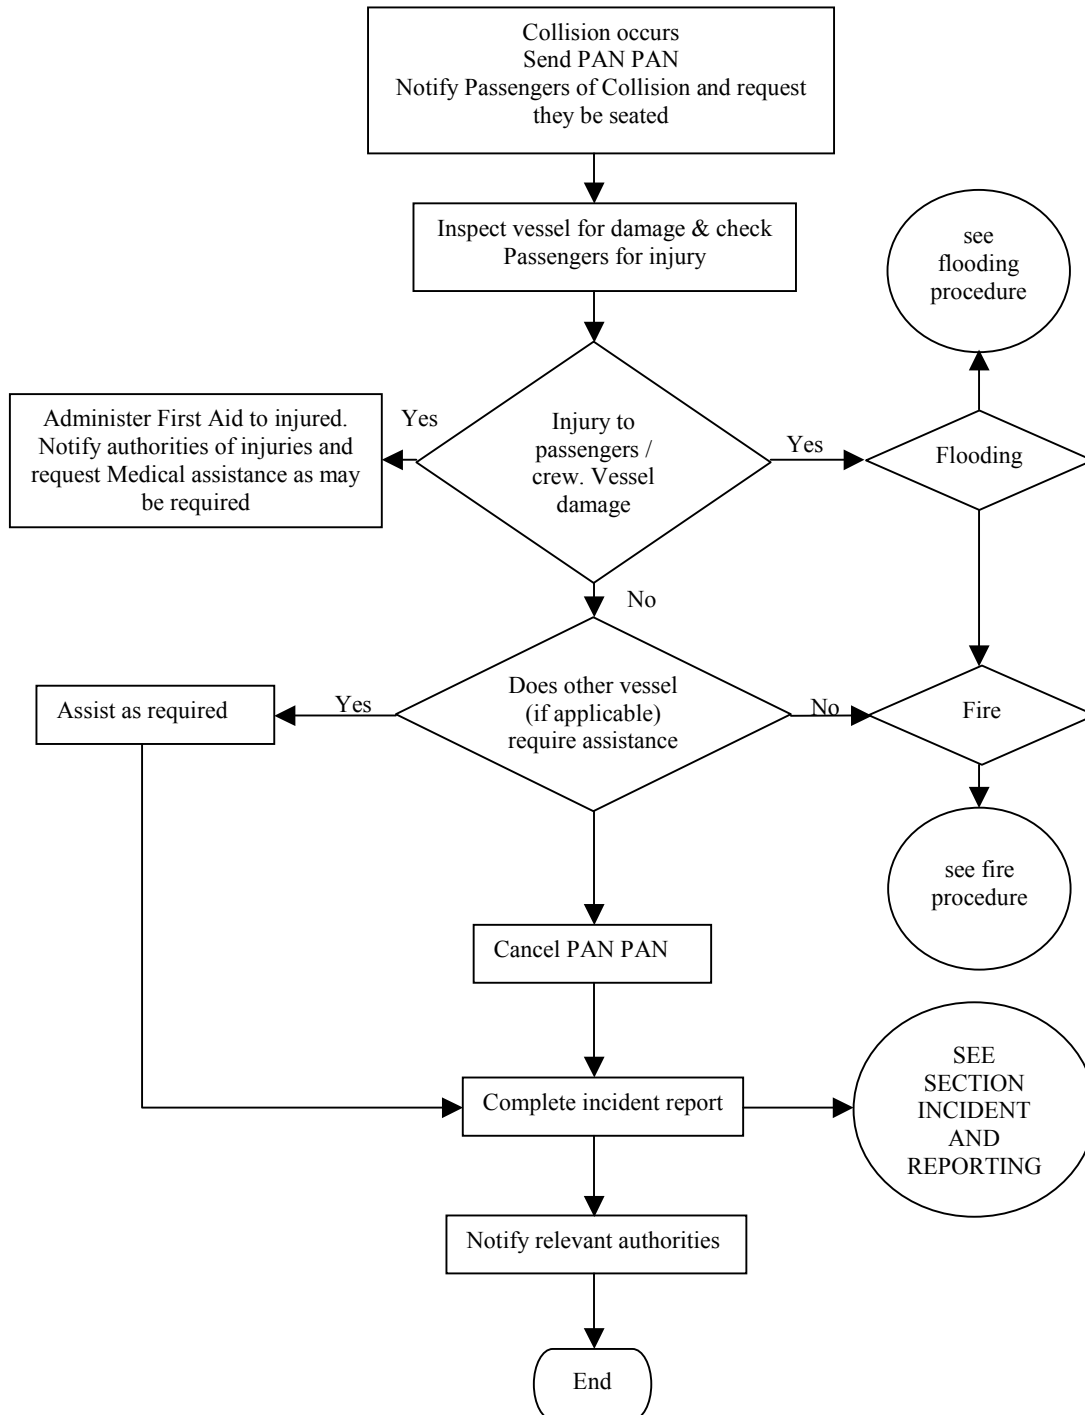 Collision occurs
Send PAN PAN
Notify Passengers of Collision and request
they be seated
Inspect vessel for damage & check
Passengers for injury
see
flooding
procedure
Administer First Aid to injured.
Notify authorities of injuries and
request Medical assistance as may
be required
Yes
Injury to
passengers /
crew. Vessel
damage
Yes
Flooding
No
Assist as required
Yes
Does other vessel
(if applicable)
require assistance
No
Fire
see fire
procedure
Cancel PAN PAN
Complete incident report
SEE
SECTION
INCIDENT
AND
REPORTING
Notify relevant authorities
End